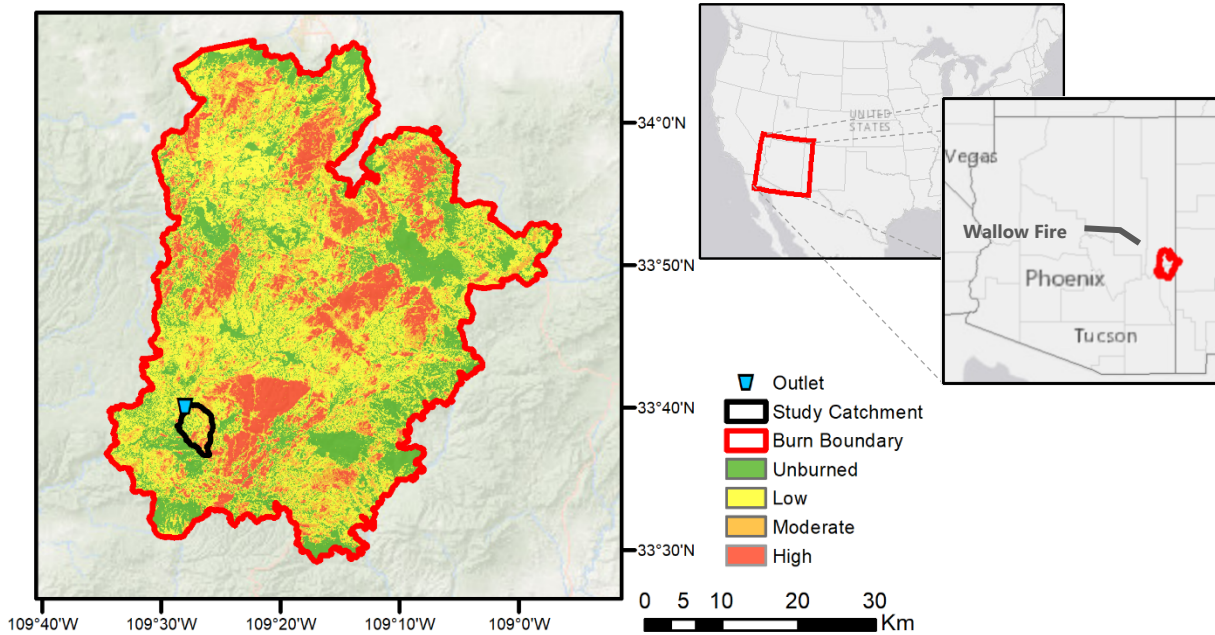 34°0'N
33°50'N
33°40'N
33°30'N
109°40'W
109°30'W
109°20'W
109°10'W
109°0'W
UNITED
STATES
Vegas
Wallow Fire
Phoenix
Tucson
Outlet
Study Catchment
Burn Boundary
Unburned
Low
Moderate
High
0 5 10 20 30
Km